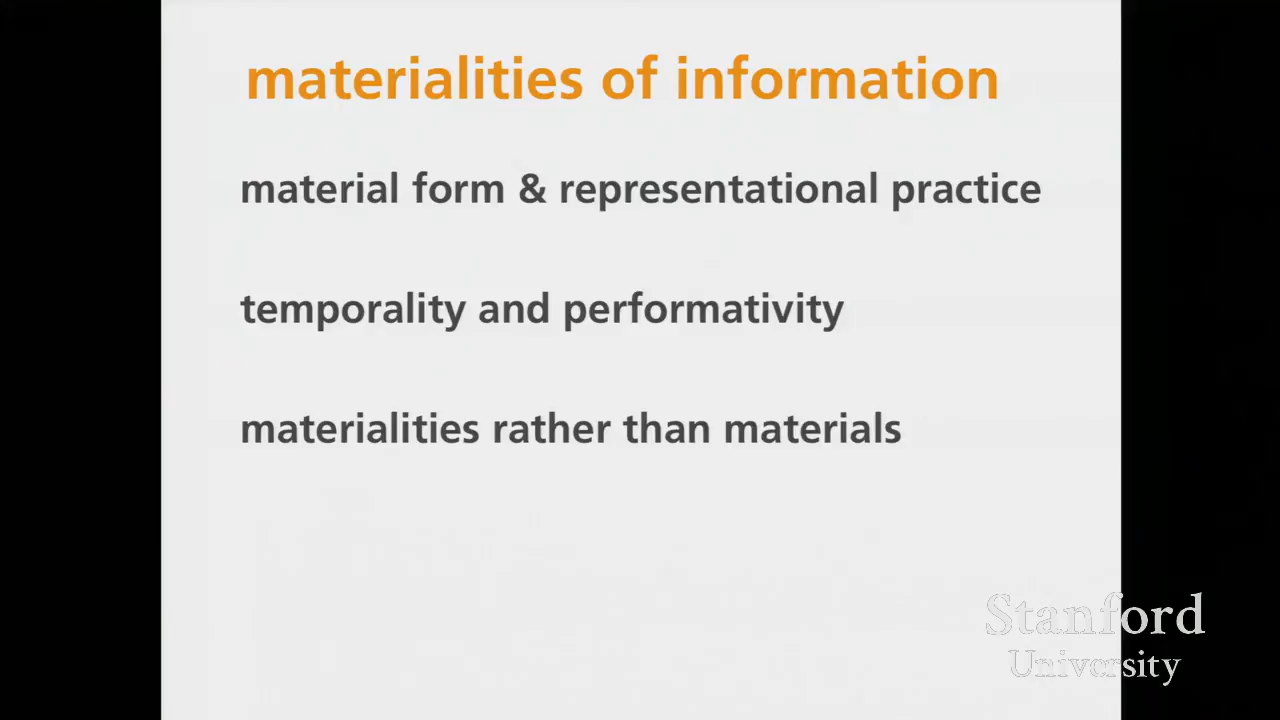 materialities of information
material form & representational practice
temporality and performativity
materialities rather than materials
Stanford
University